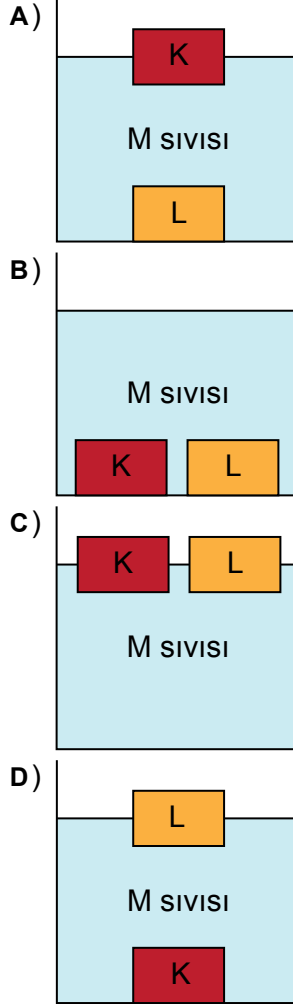 A)
K
M sıvısı
L
B)
M sıvısı
K L
C)
K L
M sıvısı
D)
L
M sıvısı
K